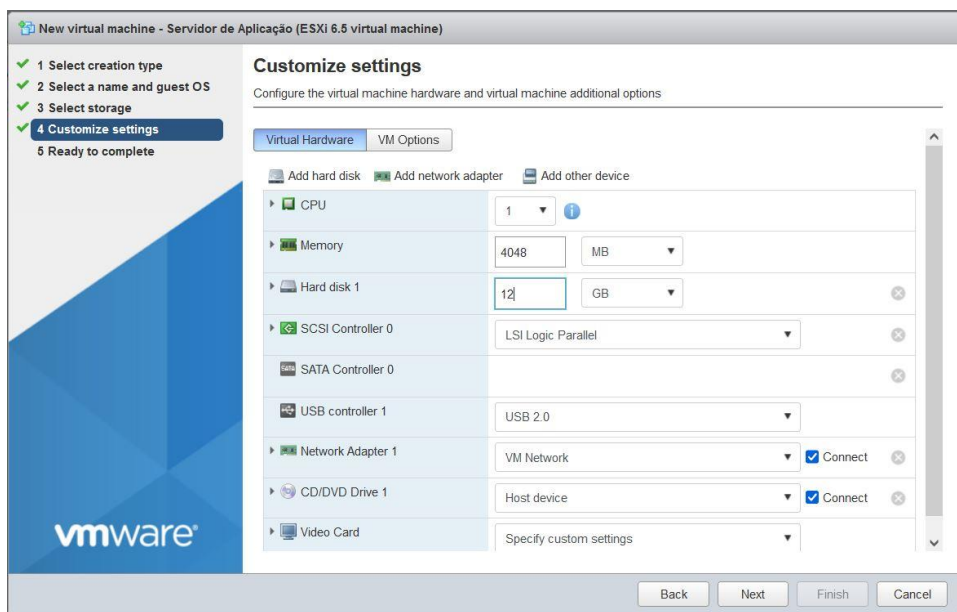 New virtual machine - Servidor de Aplicação (ESXi 6.5 virtual machine)
1 Select creation type
2 Select a name and guest OS
3 Select storage
4 Customize settings
5 Ready to complete
Customize settings
Configure the virtual machine hardware and virtual machine additional options
Virtual Hardware VM Options
Add hard disk Add network adapter Add other device
CPU 1
Memory 4048 MB
Hard disk 1 12 GB
SCSI Controller 0 LSI Logic Parallel
SATA Controller 0
USB controller 1 USB 2.0
Network Adapter 1 VM Network Connect
CD/DVD Drive 1 Host device Connect
Video Card Specify custom settings
vmware®
Back Next Finish Cancel